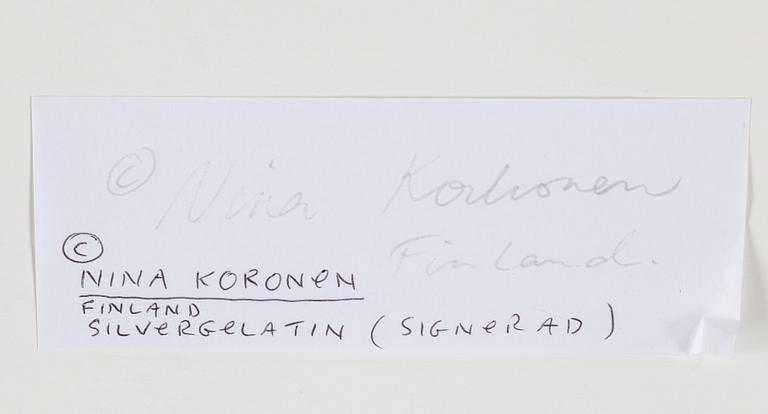 © Nina Korhonen
Finland.
©
NINA KORONEN
FINLAND
SILVERGELATIN (SIGNERAD)